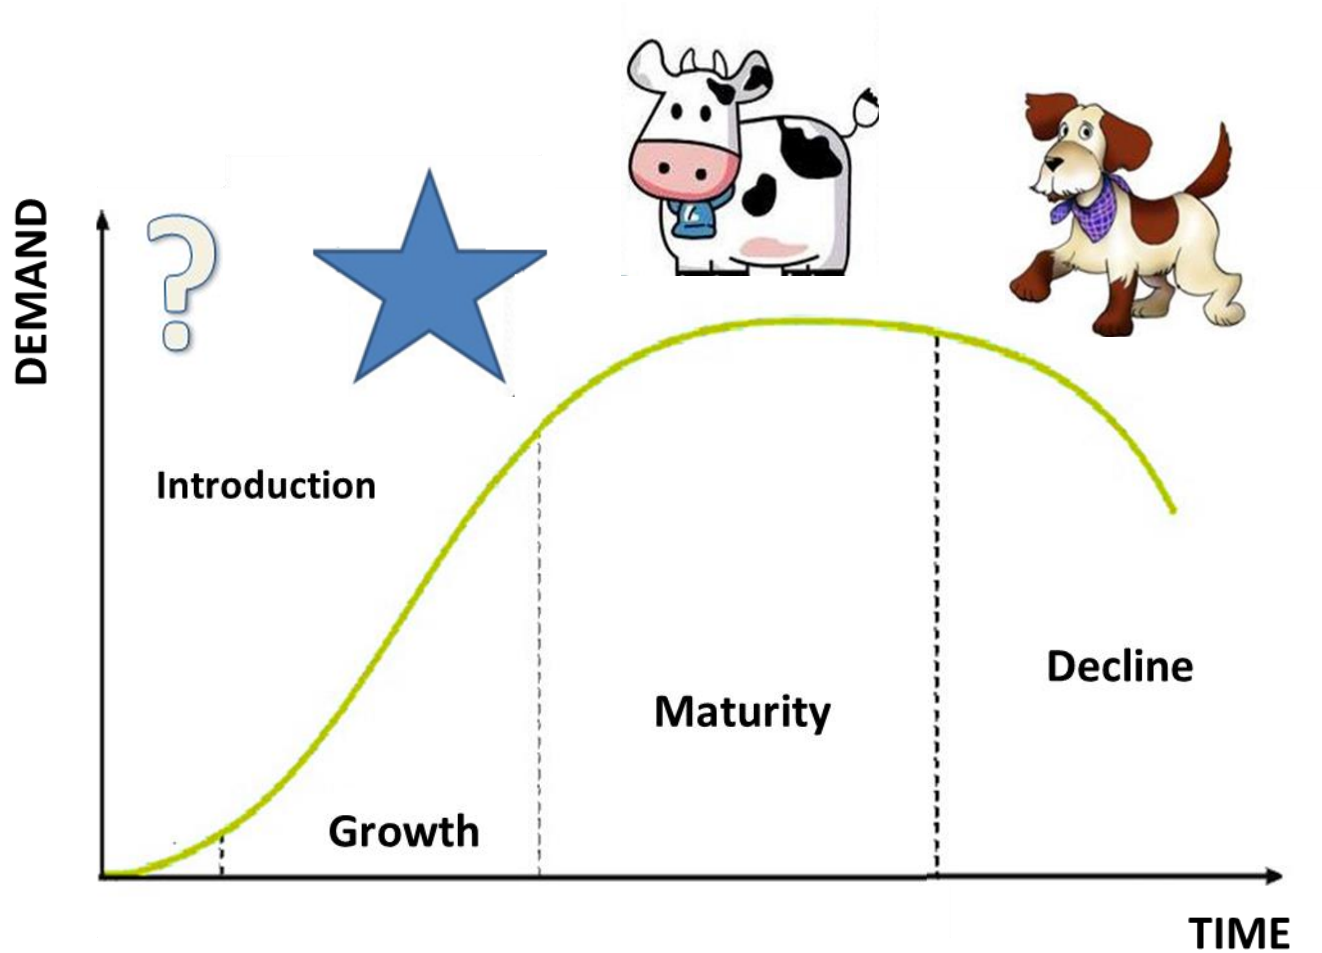 ?
DEMAND
Introduction
Decline
Maturity
Growth
TIME